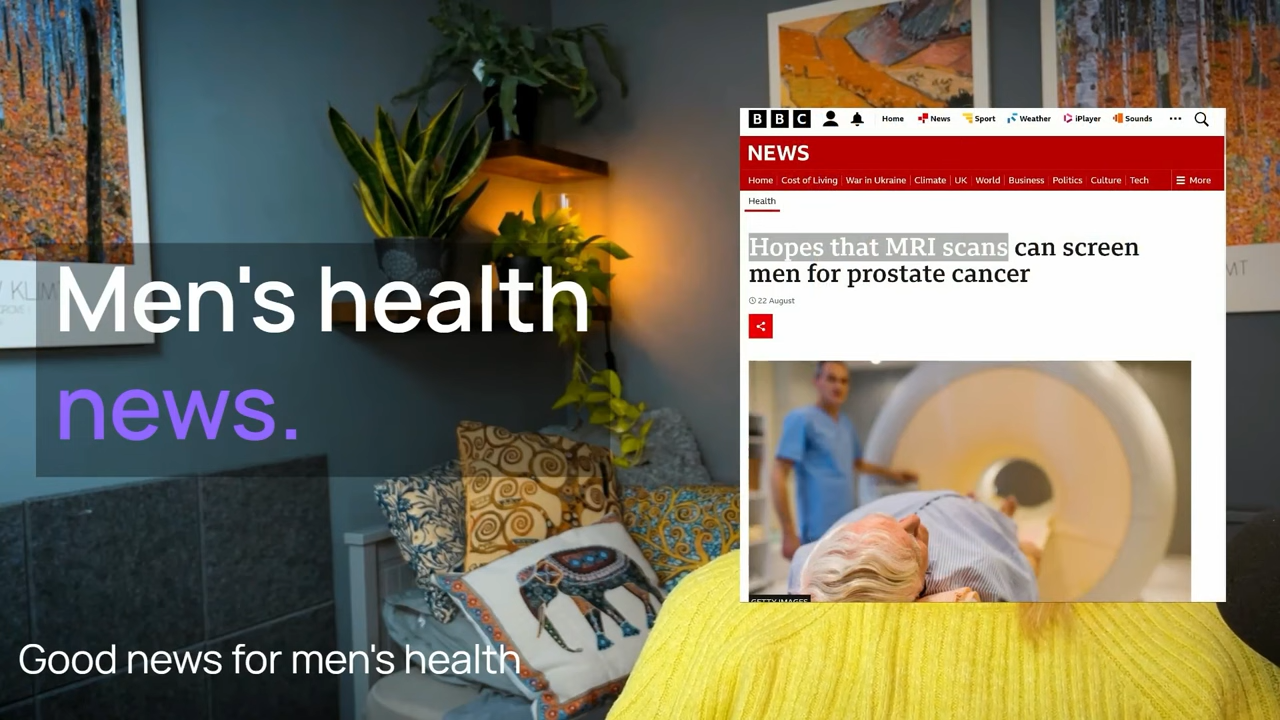 Men's health
news.
Good news for men's health
BBC Home News Sport Weather iPlayer Sounds
NEWS
Home Cost of Living War in Ukraine Climate UK World Business Politics Culture Tech More
Health
Hopes that MRI scans can screen
men for prostate cancer
22 August